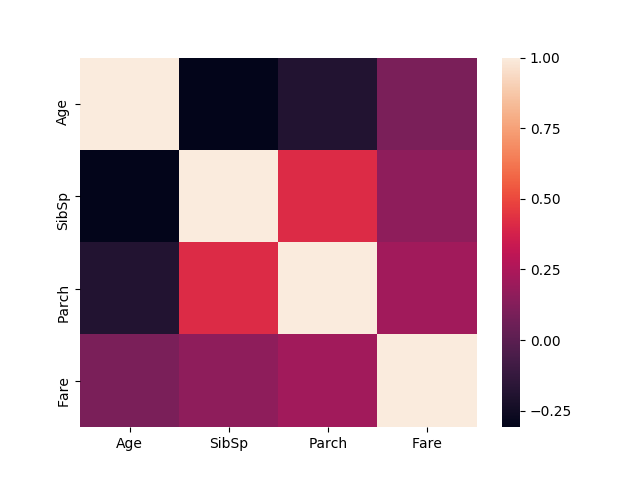 Age
SibSp
Parch
Fare
Age SibSp Parch Fare
1.00
0.75
0.50
0.25
0.00
−0.25